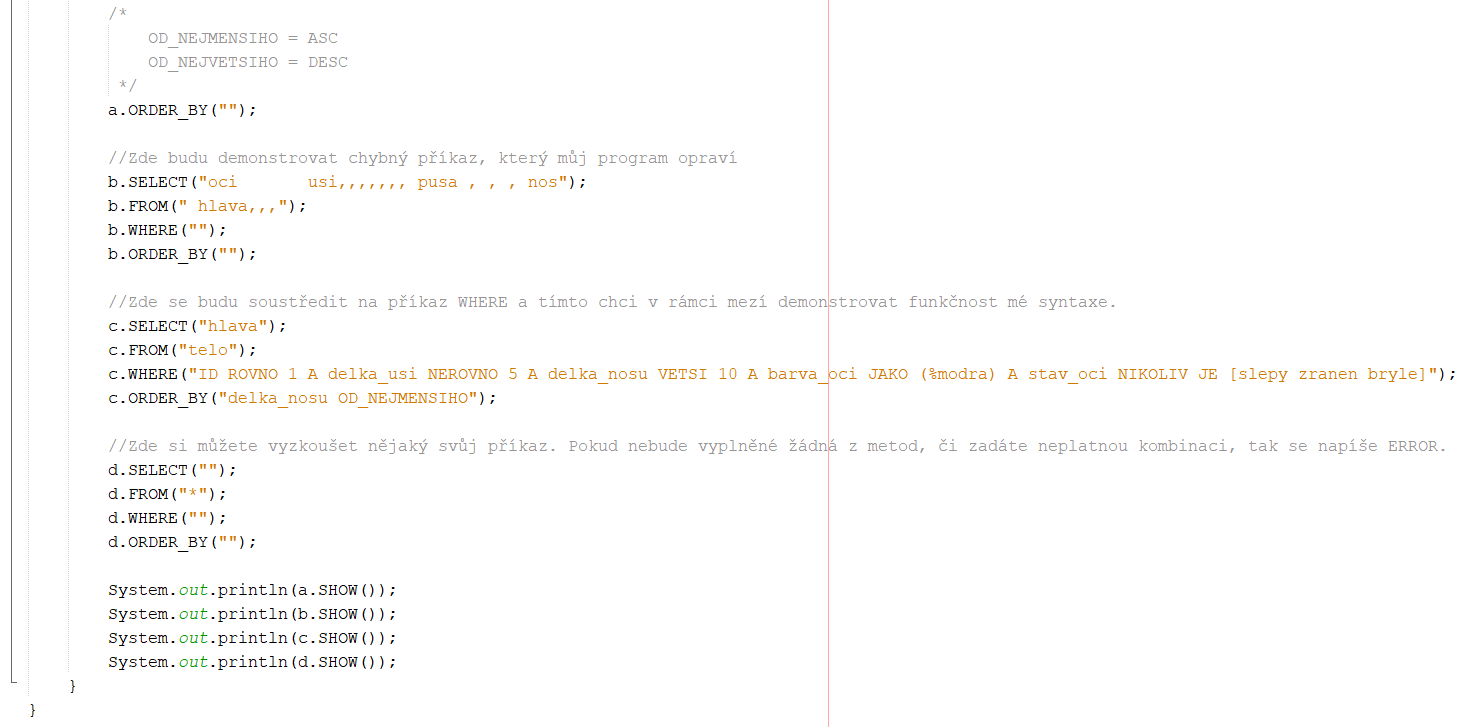 /*
OD_NEJMENSIHO = ASC
OD_NEJVETSIHO = DESC
*/
a.ORDER_BY("");
//Zde budu demonstrovat chybný příkaz, který můj program opraví
b.SELECT("oci       usi,,,,,,, pusa , , , nos");
b.FROM(" hlava,,,");
b.WHERE("");
b.ORDER_BY("");
//Zde se budu soustředit na příkaz WHERE a tímto chci v rámci mezí demonstrovat funkčnost mé syntaxe.
c.SELECT("hlava");
c.FROM("telo");
c.WHERE("ID ROVNO 1 A delka_usi NEROVNO 5 A delka_nosu VETSI 10 A barva_oci JAKO (%modra) A stav_oci NIKOLIV JE [slepy zranen bryle]");
c.ORDER_BY("delka_nosu OD_NEJMENSIHO");
//Zde si můžete vyzkoušet nějaký svůj příkaz. Pokud nebude vyplněné žádná z metod, či zadáte neplatnou kombinaci, tak se napíše ERROR.
d.SELECT("");
d.FROM("*");
d.WHERE("");
d.ORDER_BY("");
System.out.println(a.SHOW());
System.out.println(b.SHOW());
System.out.println(c.SHOW());
System.out.println(d.SHOW());
}
}